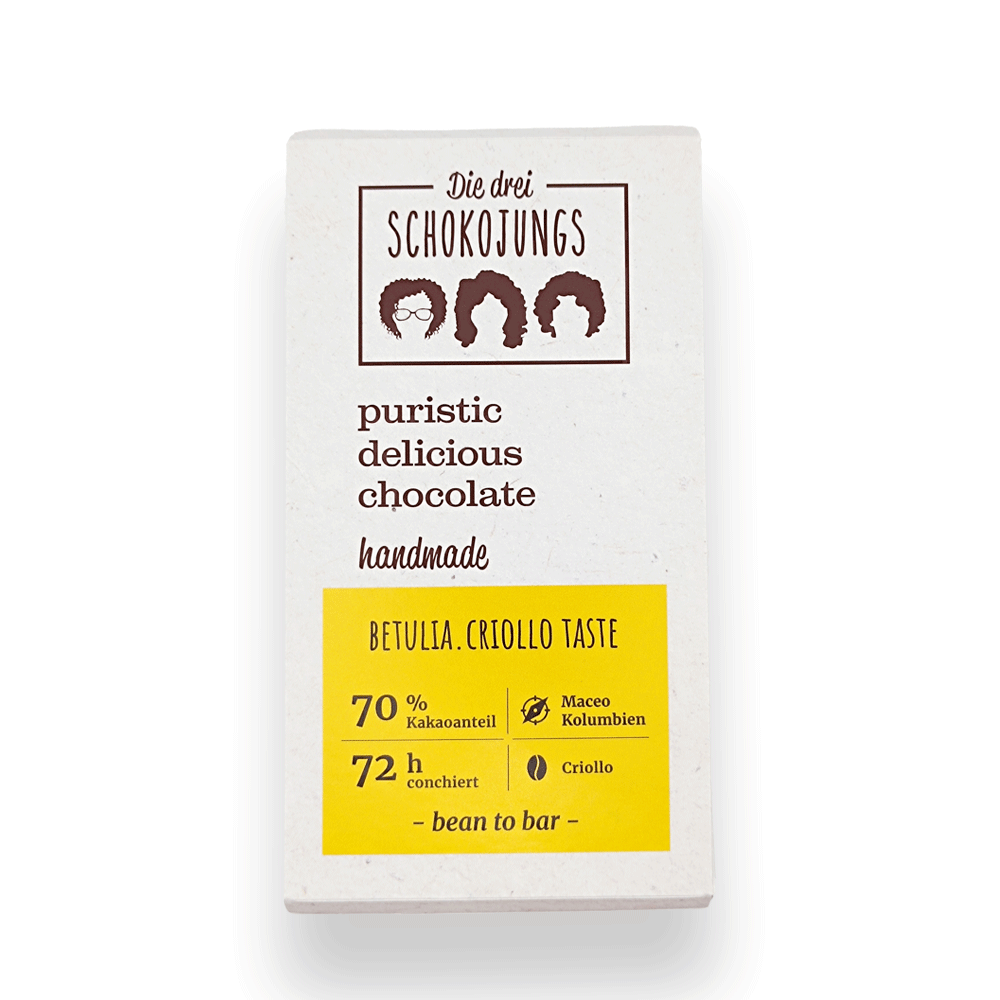 Die drei
SCHOKOJUNGS
puristic
delicious
chocolate
handmade
BETULIA.CRIOLLO TASTE
70 % Kakaoanteil
Maceo
Kolumbien
72 h conchiert
Criollo
- bean to bar -